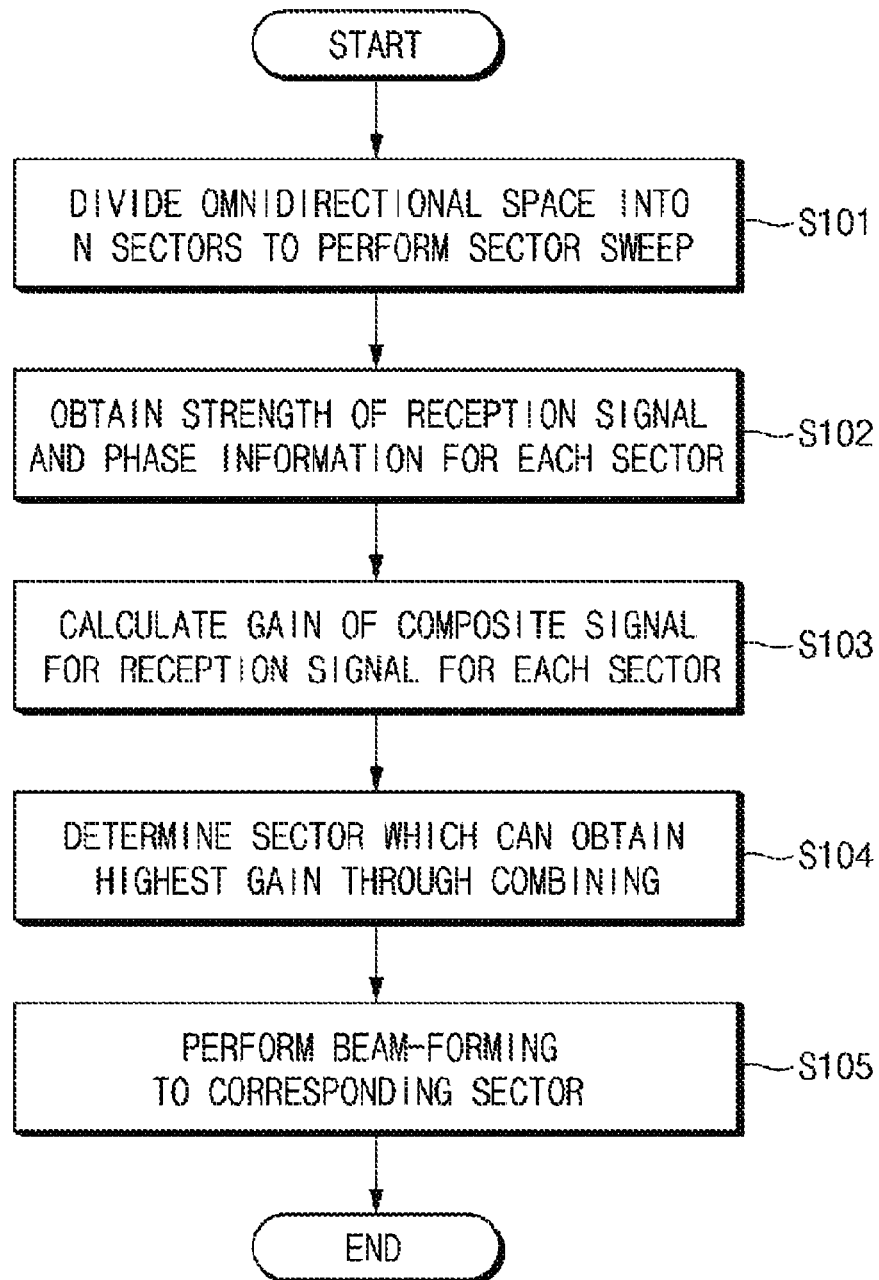 START
DIVIDE OMNIDIRECTIONAL SPACE INTO
N SECTORS TO PERFORM SECTOR SWEEP
S101
OBTAIN STRENGTH OF RECEPTION SIGNAL
AND PHASE INFORMATION FOR EACH SECTOR
S102
CALCULATE GAIN OF COMPOSITE SIGNAL
FOR RECEPTION SIGNAL FOR EACH SECTOR
S103
DETERMINE SECTOR WHICH CAN OBTAIN
HIGHEST GAIN THROUGH COMBINING
S104
PERFORM BEAM-FORMING
TO CORRESPONDING SECTOR
S105
END